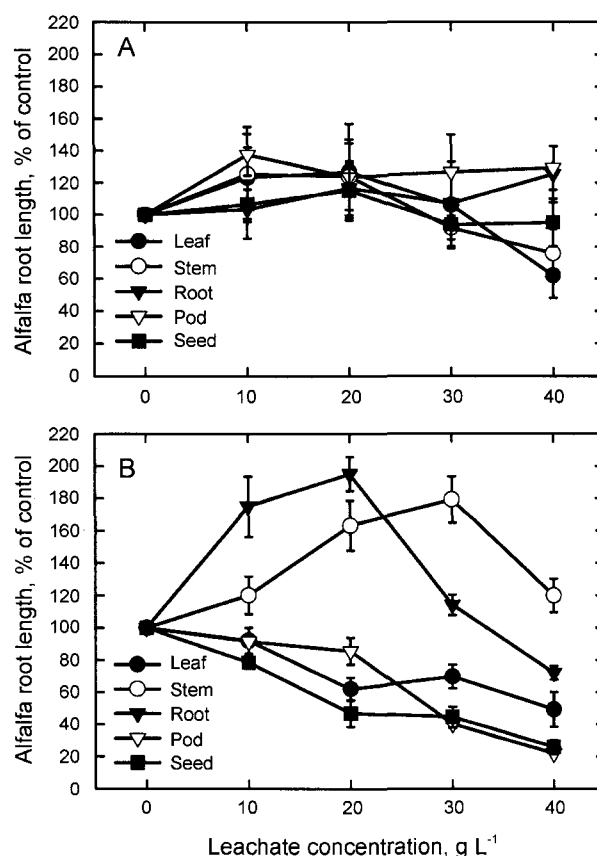 A
Alfalfa root length, % of control
220
200
180
160
140
120
100
80
60
40
20
0
Leaf
Stem
Root
Pod
Seed
0 10 20 30 40
B
Alfalfa root length, % of control
220
200
180
160
140
120
100
80
60
40
20
0
Leaf
Stem
Root
Pod
Seed
0 10 20 30 40
Leachate concentration, g L⁻¹